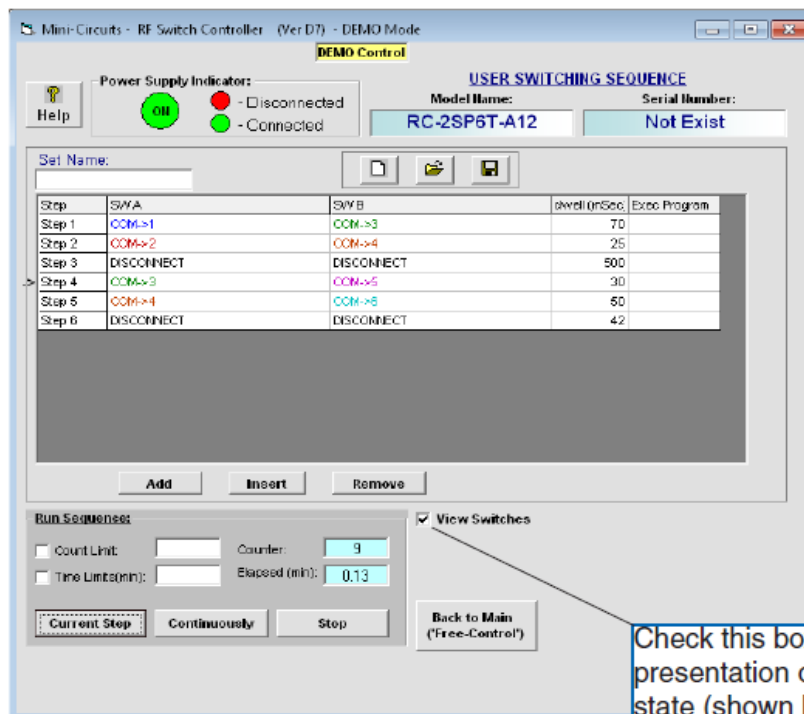 Mini-Circuits - RF Switch Controller (Ver D7) - DEMO Mode
DEMO Control
Help
Power Supply Indicator:
ON
- Disconnected
- Connected
USER SWITCHING SEQUENCE
Model Name:
Serial Number:
RC-2SP6T-A12
Not Exist
Set Name:
Step SWA SWB dwell (mSec) Exec Program
Step 1 COM->1 COM->3 70
Step 2 COM->2 COM->4 25
Step 3 DISCONNECT DISCONNECT 500
-> Step 4 COM->3 COM->5 30
Step 5 COM->4 COM->6 50
Step 6 DISCONNECT DISCONNECT 42
Add Insert Remove
Run Sequense:
View Switches
Count Limit: Counter: 9
Time Limits(min): Elapsed (min): 0.13
Current Step Continuously Stop
Back to Main
("Free-Control")
Check this bo
presentation
state (shown